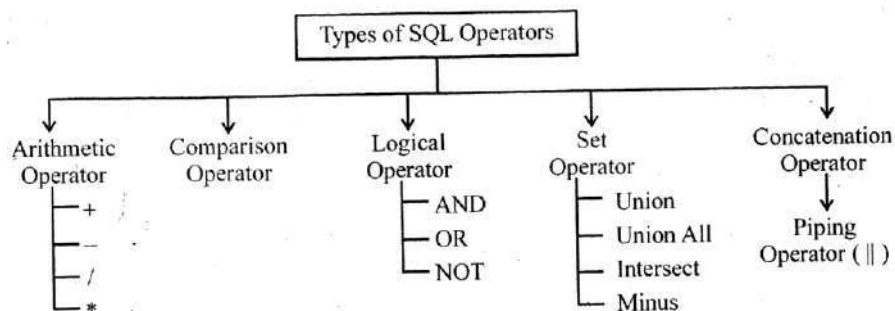 Types of SQL Operators
Arithmetic
Operator
+
–
/
*
Comparison
Operator
Logical
Operator
AND
OR
NOT
Set
Operator
Union
Union All
Intersect
Minus
Concatenation
Operator
Piping
Operator ( || )